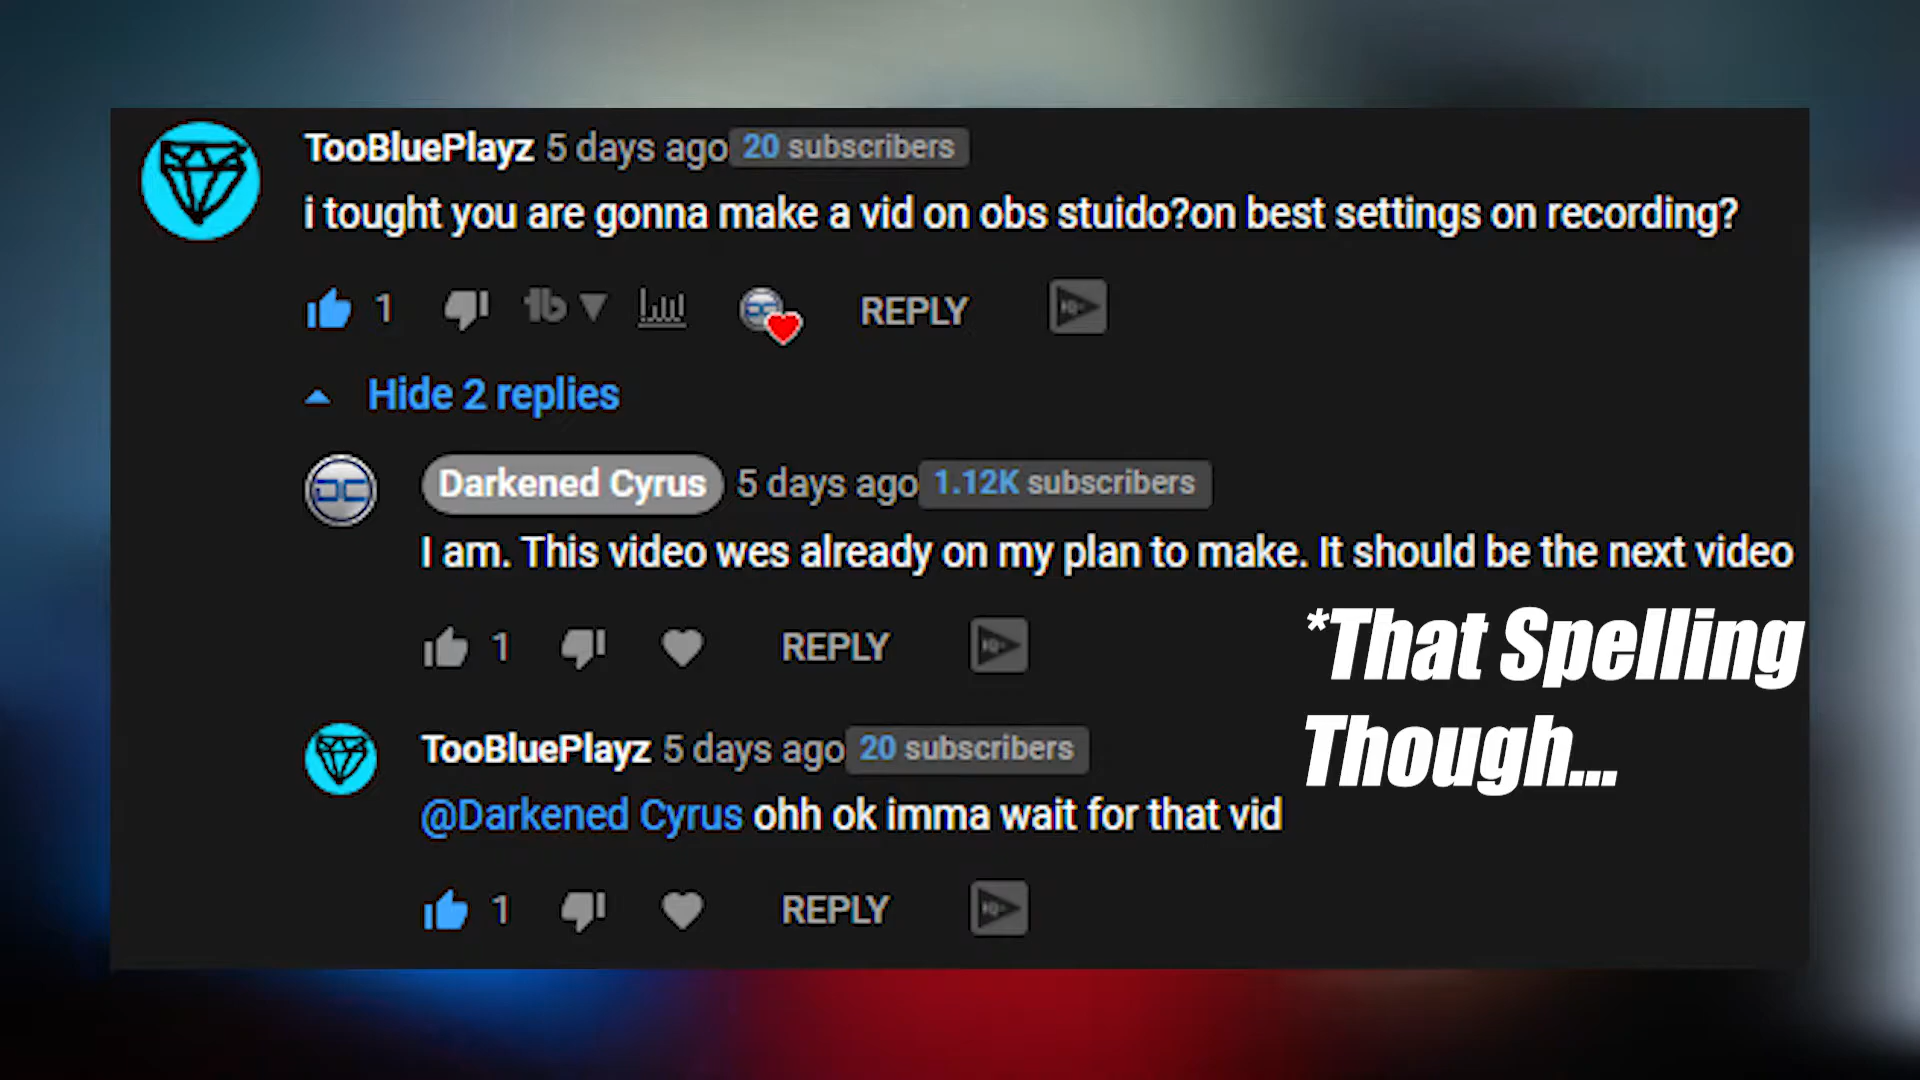 TooBluePlayz 5 days ago 20 subscribers
i tought you are gonna make a vid on obs stuido?on best settings on recording?
1 REPLY
Hide 2 replies
Darkened Cyrus 5 days ago 1.12K subscribers
I am. This video wes already on my plan to make. It should be the next video
1 REPLY
*That Spelling
Though...
TooBluePlayz 5 days ago 20 subscribers
@Darkened Cyrus ohh ok imma wait for that vid
1 REPLY